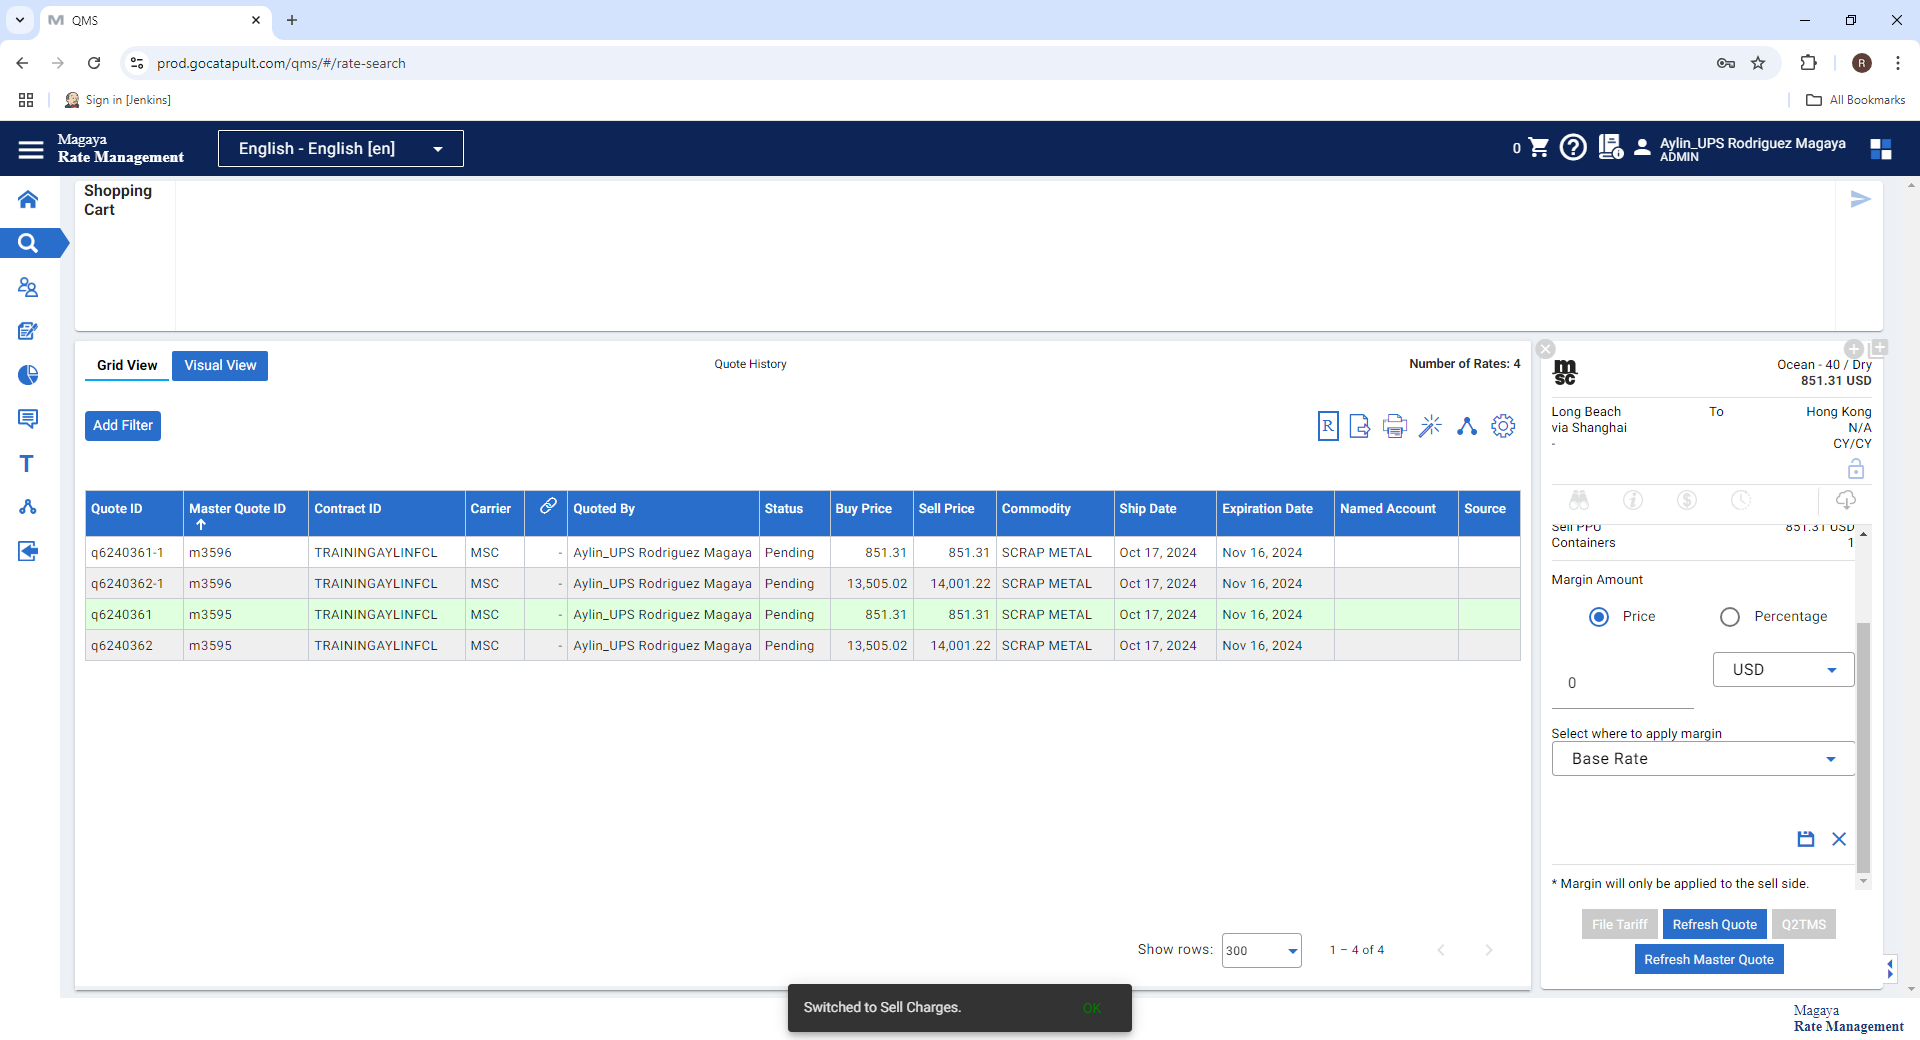 QMS
prod.gocatapult.com/qms/#/rate-search
R
Sign in [Jenkins]
All Bookmarks
Magaya
Rate Management
English - English [en]
0
Aylin_UPS Rodriguez Magaya
ADMIN
Shopping
Cart
Grid View
Visual View
Quote History
Number of Rates: 4
Add Filter
R
Quote ID Master Quote ID Contract ID Carrier Quoted By Status Buy Price Sell Price Commodity Ship Date Expiration Date Named Account Source
q6240361-1 m3596 TRAININGAYLINFCL MSC - Aylin_UPS Rodriguez Magaya Pending 851.31 851.31 SCRAP METAL Oct 17, 2024 Nov 16, 2024
q6240362-1 m3596 TRAININGAYLINFCL MSC - Aylin_UPS Rodriguez Magaya Pending 13,505.02 14,001.22 SCRAP METAL Oct 17, 2024 Nov 16, 2024
q6240361 m3595 TRAININGAYLINFCL MSC - Aylin_UPS Rodriguez Magaya Pending 851.31 851.31 SCRAP METAL Oct 17, 2024 Nov 16, 2024
q6240362 m3595 TRAININGAYLINFCL MSC - Aylin_UPS Rodriguez Magaya Pending 13,505.02 14,001.22 SCRAP METAL Oct 17, 2024 Nov 16, 2024
Show rows: 300 1 – 4 of 4
msc
Ocean - 40 / Dry
851.31 USD
Long Beach To Hong Kong
via Shanghai N/A
- CY/CY
Sell PPU 851.31 USD
Containers 1
Margin Amount
Price Percentage
0 USD
Select where to apply margin
Base Rate
* Margin will only be applied to the sell side.
File Tariff Refresh Quote Q2TMS
Refresh Master Quote
Switched to Sell Charges. OK
Magaya
Rate Management